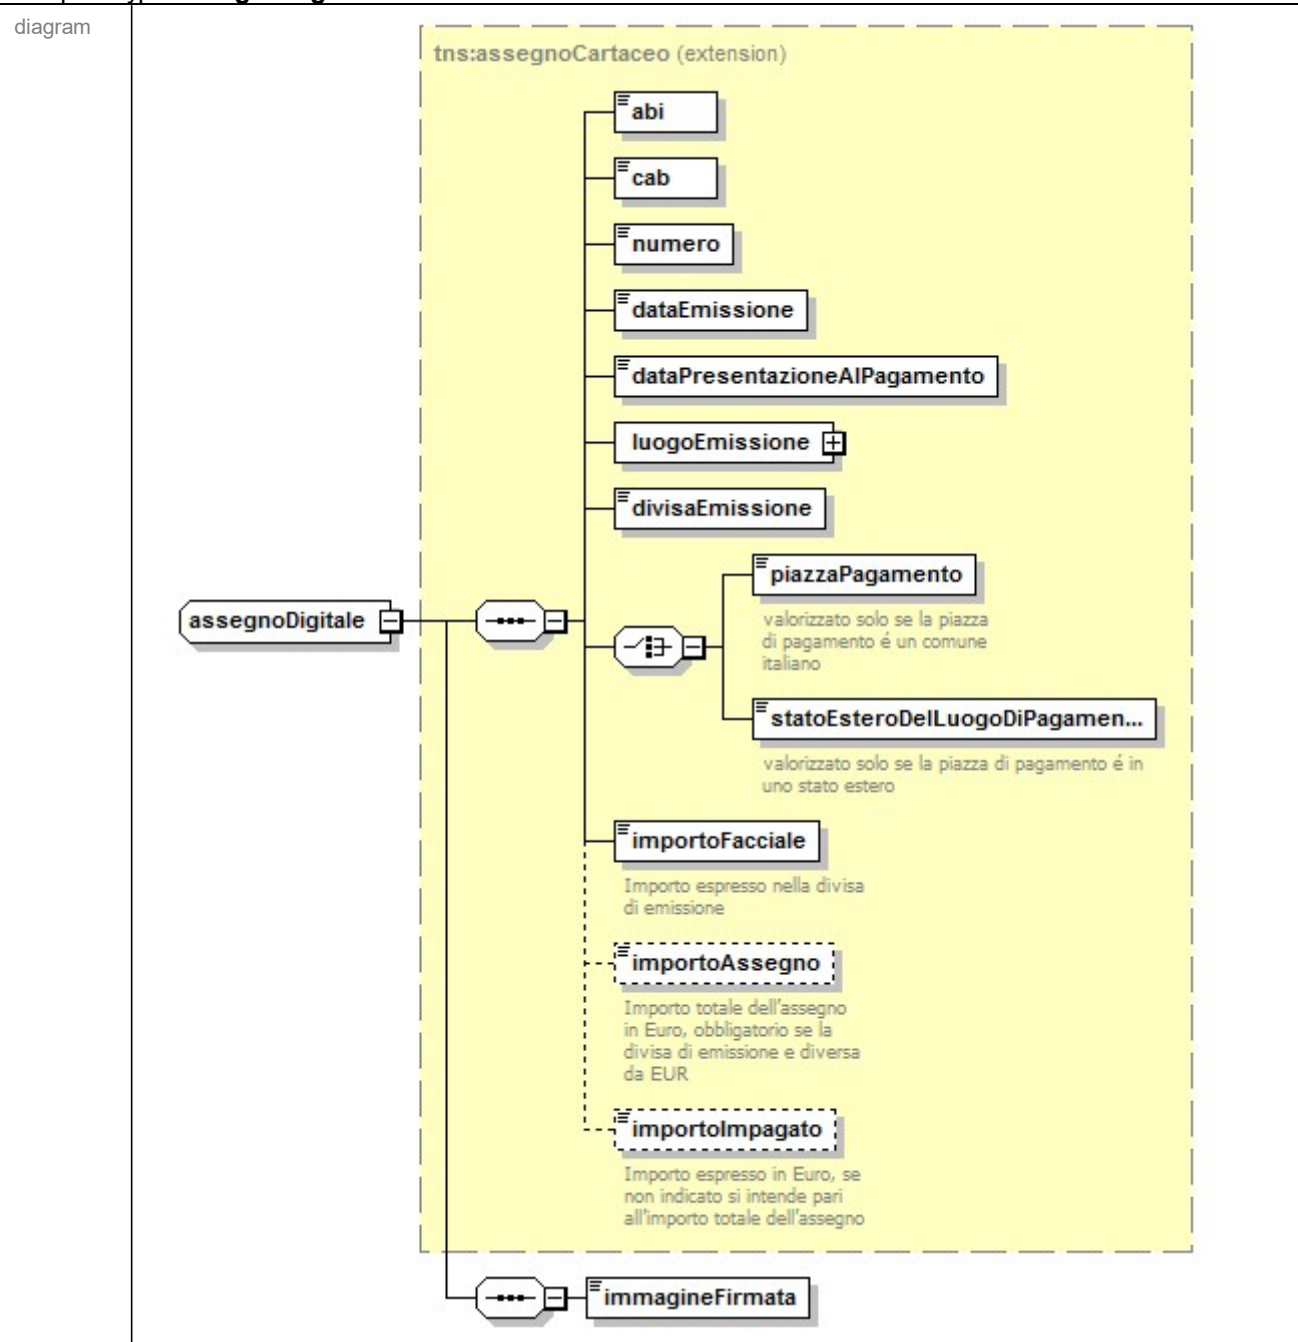 diagram
tns:assegnoCartaceo (extension)
abi
cab
numero
dataEmissione
dataPresentazioneAlPagamento
luogoEmissione
divisaEmissione
piazzaPagamento
valorizzato solo se la piazza
di pagamento é un comune
italiano
assegnoDigitale
statoEsteroDelLuogoDiPagamen...
valorizzato solo se la piazza di pagamento é in
uno stato estero
importoFacciale
Importo espresso nella divisa
di emissione
importoAssegno
Importo totale dell'assegno
in Euro, obbligatorio se la
divisa di emissione e diversa
da EUR
importoImpagato
Importo espresso in Euro, se
non indicato si intende pari
all'importo totale dell'assegno
immagineFirmata